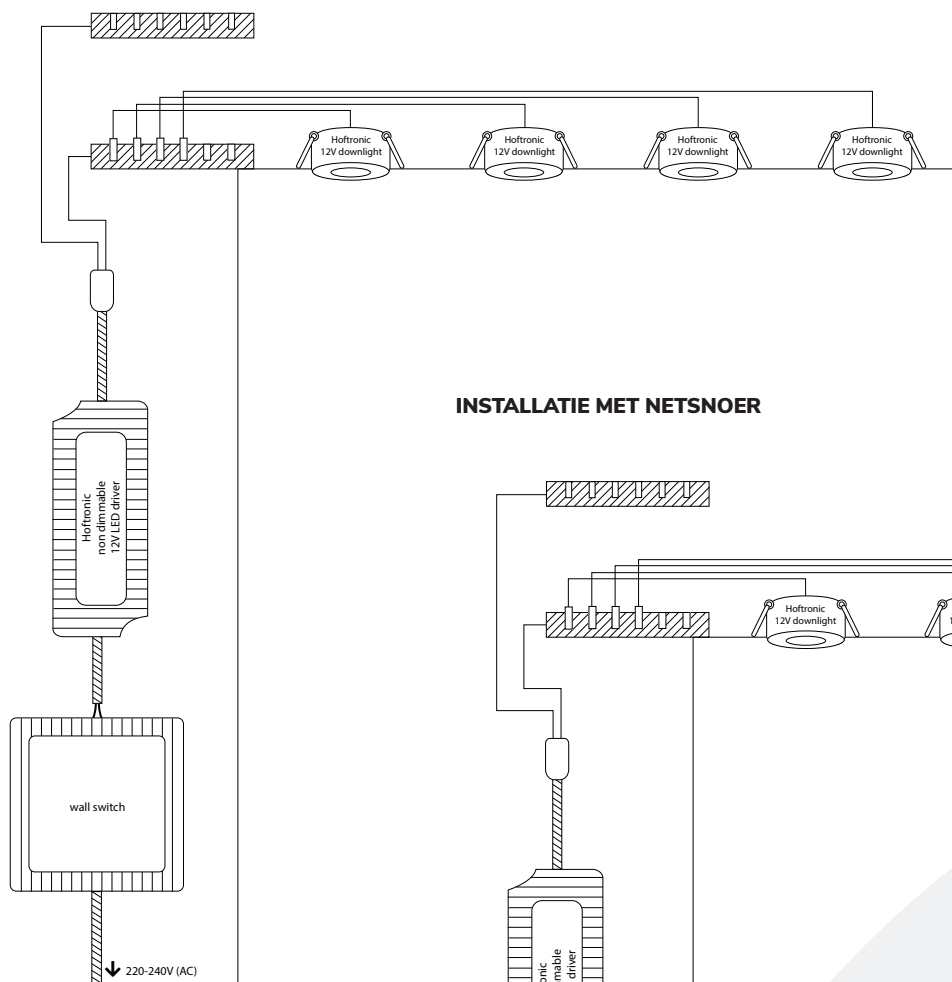 Hoftronic
12V downlight
Hoftronic
12V downlight
Hoftronic
12V downlight
Hoftronic
12V downlight
Hoftronic
non dimmable
12V LED driver
wall switch
220-240V (AC)
INSTALLATIE MET NETSNOER
Hoftronic
12V downlight
driver